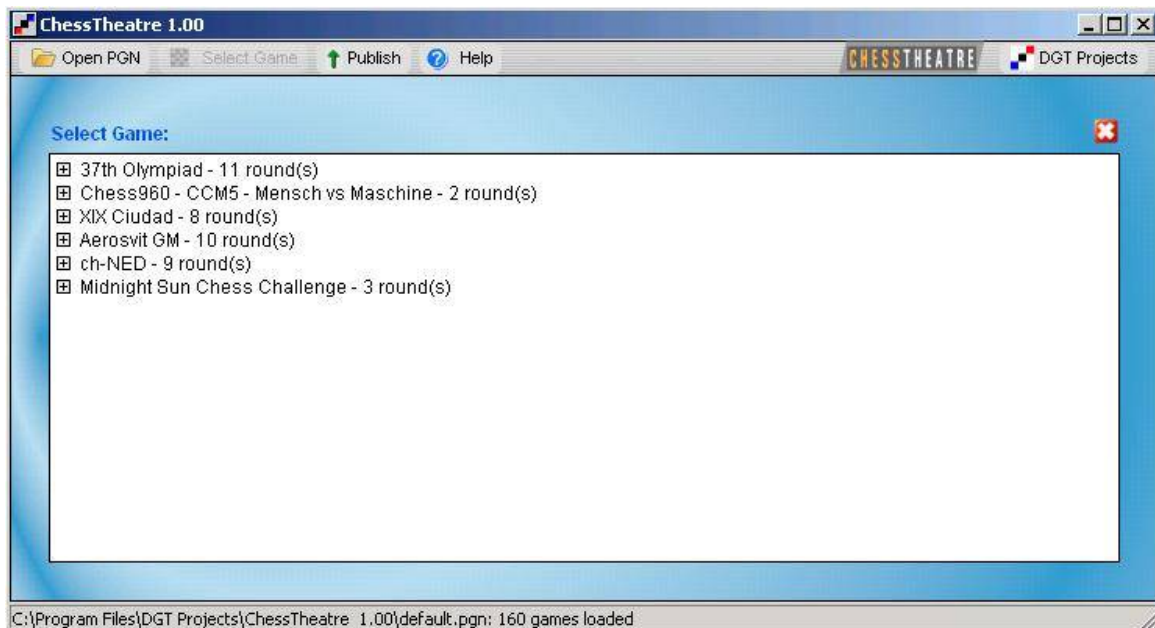 ChessTheatre 1.00
Open PGN Select Game Publish Help CHESSTHEATRE DGT Projects
Select Game:
37th Olympiad - 11 round(s)
Chess960 - CCM5 - Mensch vs Maschine - 2 round(s)
XIX Ciudad - 8 round(s)
Aerosvit GM - 10 round(s)
ch-NED - 9 round(s)
Midnight Sun Chess Challenge - 3 round(s)
C:\Program Files\DGT Projects\ChessTheatre 1.00\default.pgn: 160 games loaded